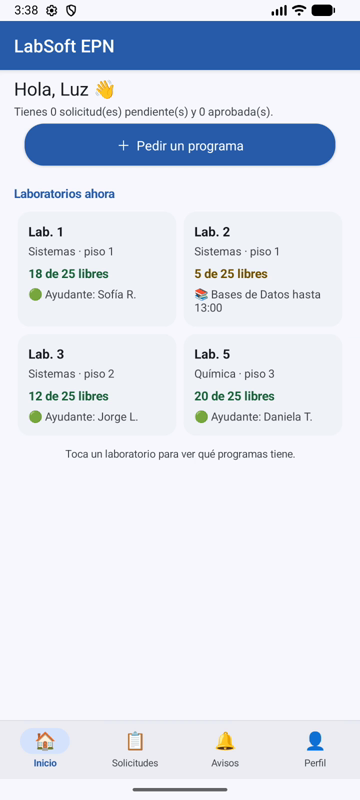 3:38
LabSoft EPN
Hola, Luz 👋
Tienes 0 solicitud(es) pendiente(s) y 0 aprobada(s).
+ Pedir un programa
Laboratorios ahora
Lab. 1
Sistemas · piso 1
18 de 25 libres
🟢 Ayudante: Sofía R.
Lab. 2
Sistemas · piso 1
5 de 25 libres
📚 Bases de Datos hasta
13:00
Lab. 3
Sistemas · piso 2
12 de 25 libres
🟢 Ayudante: Jorge L.
Lab. 5
Química · piso 3
20 de 25 libres
🟢 Ayudante: Daniela T.
Toca un laboratorio para ver qué programas tiene.
Inicio
Solicitudes
Avisos
Perfil